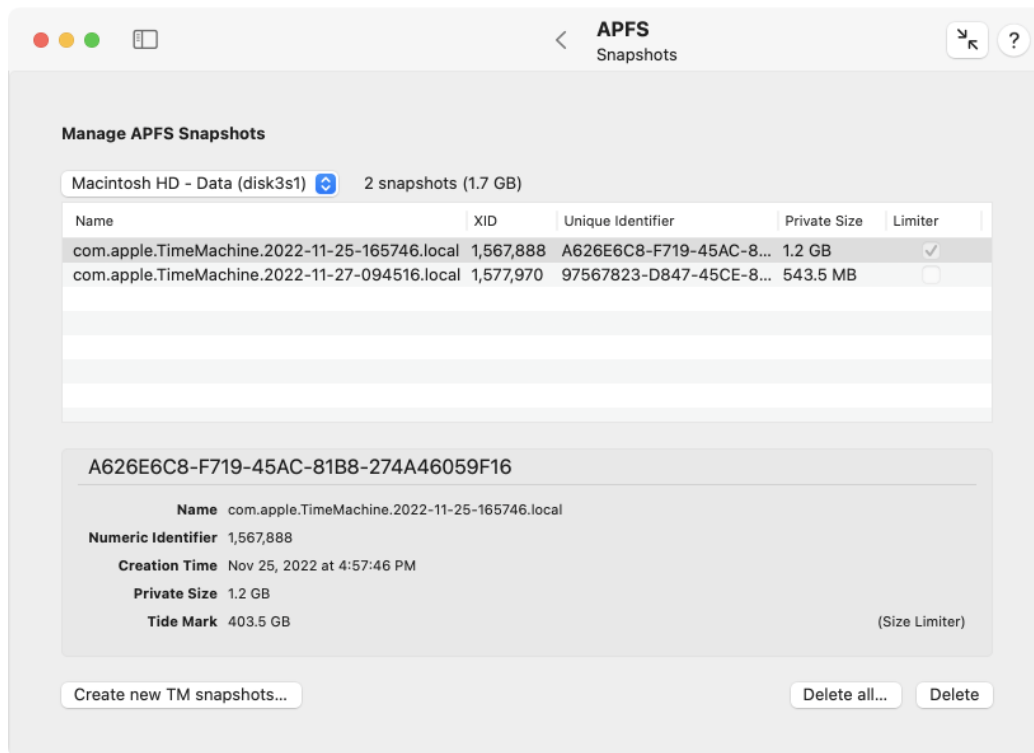 APFS
Snapshots
?
Manage APFS Snapshots
Macintosh HD - Data (disk3s1) 2 snapshots (1.7 GB)
Name XID Unique Identifier Private Size Limiter
com.apple.TimeMachine.2022-11-25-165746.local 1,567,888 A626E6C8-F719-45AC-8... 1.2 GB
com.apple.TimeMachine.2022-11-27-094516.local 1,577,970 97567823-D847-45CE-8... 543.5 MB
A626E6C8-F719-45AC-81B8-274A46059F16
Name com.apple.TimeMachine.2022-11-25-165746.local
Numeric Identifier 1,567,888
Creation Time Nov 25, 2022 at 4:57:46 PM
Private Size 1.2 GB
Tide Mark 403.5 GB (Size Limiter)
Create new TM snapshots... Delete all... Delete